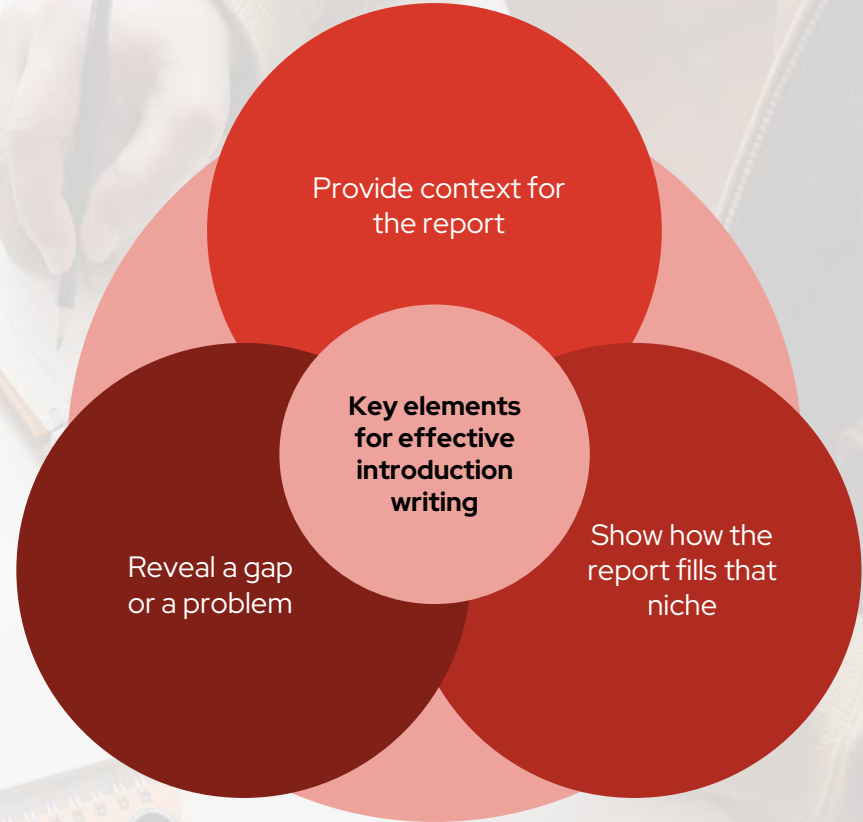 Provide context for
the report
Key elements
for effective
introduction
writing
Reveal a gap
or a problem
Show how the
report fills that
niche